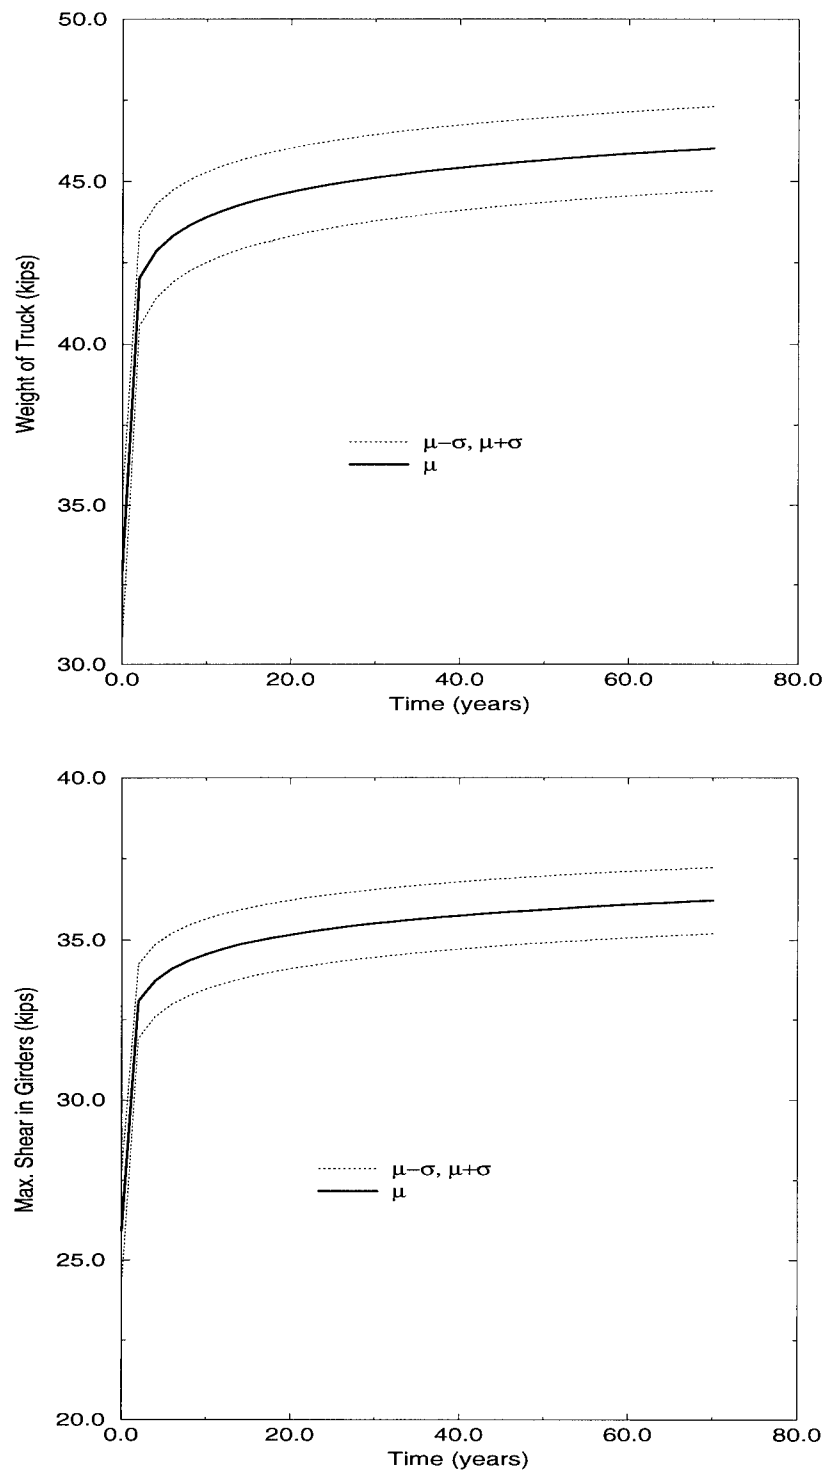 50.0
45.0
40.0
35.0
30.0
Weight of Truck (kips)
μ−σ, μ+σ
μ
0.0 20.0 40.0 60.0 80.0
Time (years)
40.0
35.0
30.0
25.0
20.0
Max. Shear in Girders (kips)
μ−σ, μ+σ
μ
0.0 20.0 40.0 60.0 80.0
Time (years)